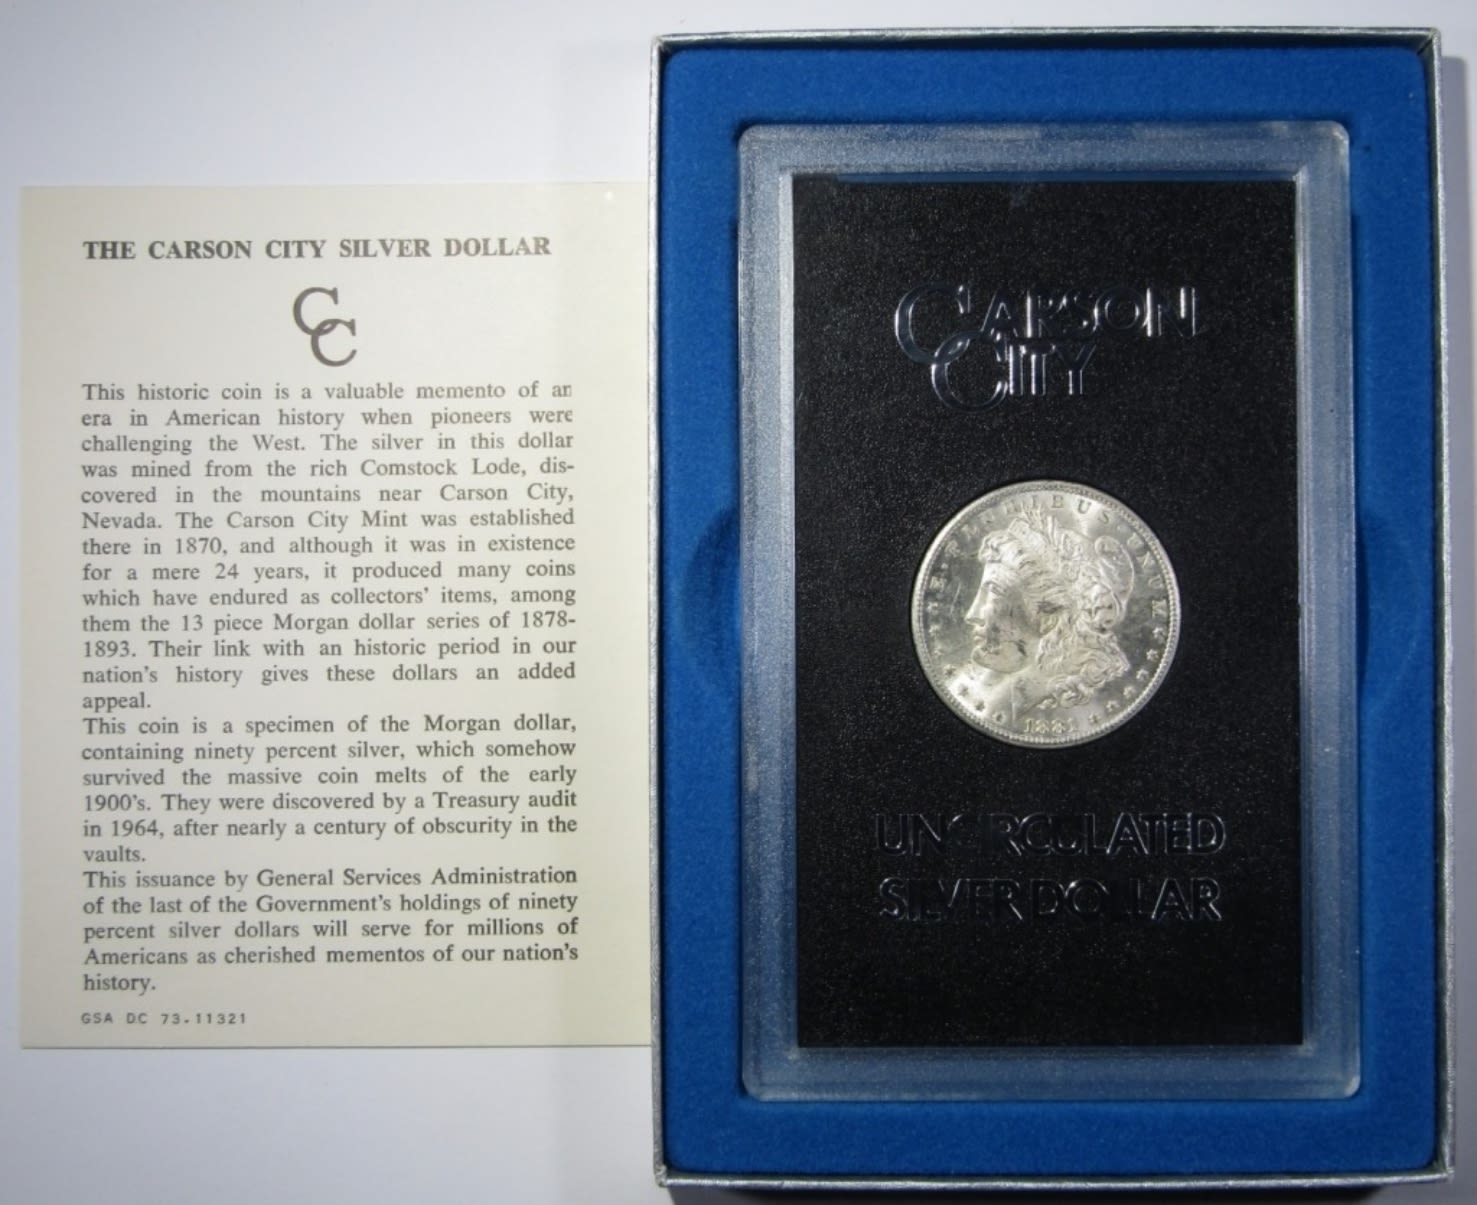 THE CARSON CITY SILVER DOLLAR
CC
This historic coin is a valuable memento of an
era in American history when pioneers were
challenging the West. The silver in this dollar
was mined from the rich Comstock Lode, dis-
covered in the mountains near Carson City,
Nevada. The Carson City Mint was established
there in 1870, and although it was in existence
for a mere 24 years, it produced many coins
which have endured as collectors' items, among
them the 13 piece Morgan dollar series of 1878-
1893. Their link with an historic period in our
nation's history gives these dollars an added
appeal.
This coin is a specimen of the Morgan dollar,
containing ninety percent silver, which somehow
survived the massive coin melts of the early
1900's. They were discovered by a Treasury audit
in 1964, after nearly a century of obscurity in the
vaults.
This issuance by General Services Administration
of the last of the Government's holdings of ninety
percent silver dollars will serve for millions of
Americans as cherished mementos of our nation's
history.
GSA DC 73-11321
CARSON
CITY
E·PLURIBUS·UNUM
1881
UNCIRCULATED
SILVER DOLLAR